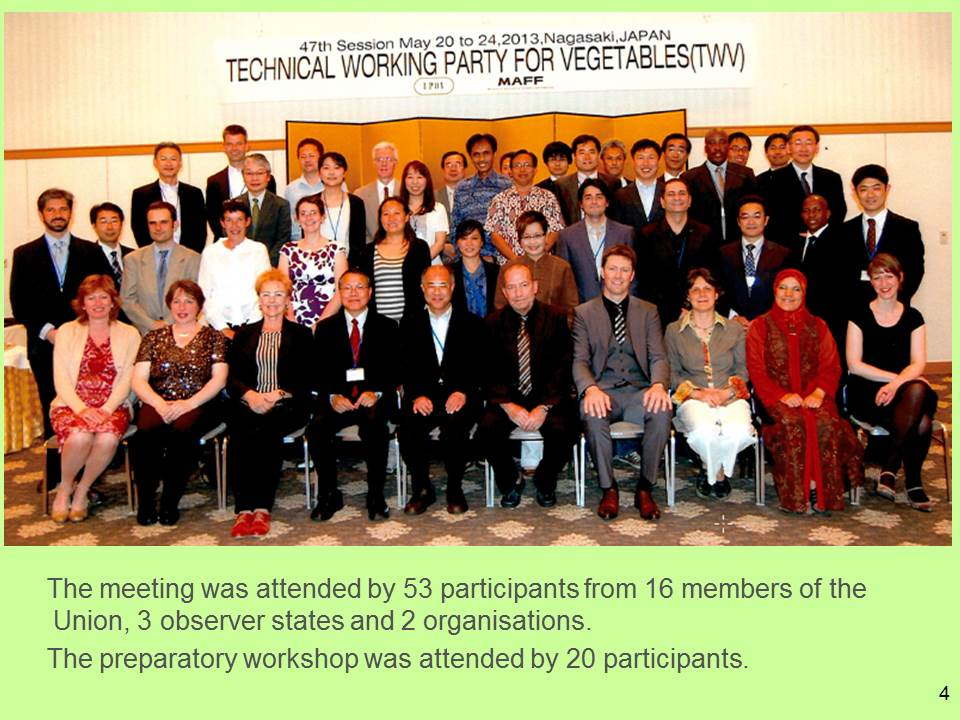 47th Session May 20 to 24,2013,Nagasaki,JAPAN
TECHNICAL WORKING PARTY FOR VEGETABLES(TWV)
MAFF
The meeting was attended by 53 participants from 16 members of the
Union, 3 observer states and 2 organisations.
The preparatory workshop was attended by 20 participants.
4